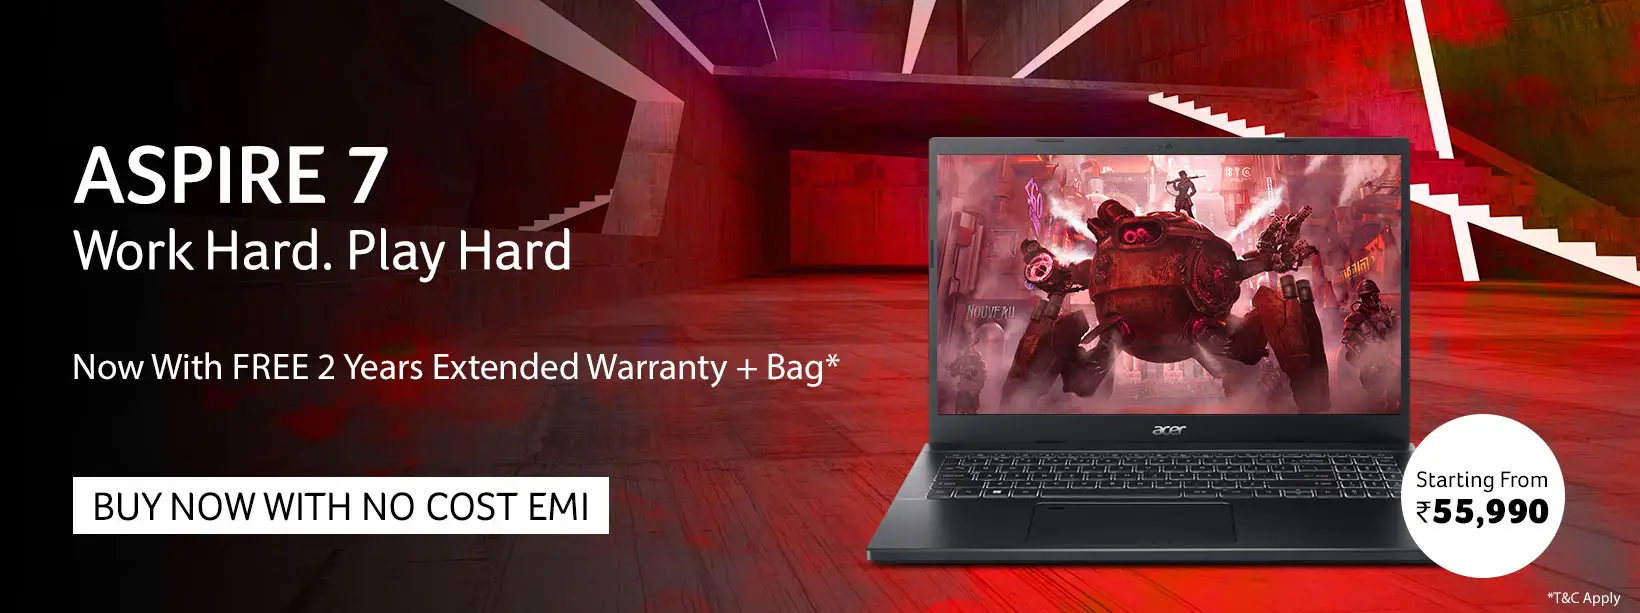 ASPIRE 7
Work Hard. Play Hard
Now With FREE 2 Years Extended Warranty + Bag*
BUY NOW WITH NO COST EMI
NOUVEAU
acer
Starting From
₹55,990
*T&C Apply